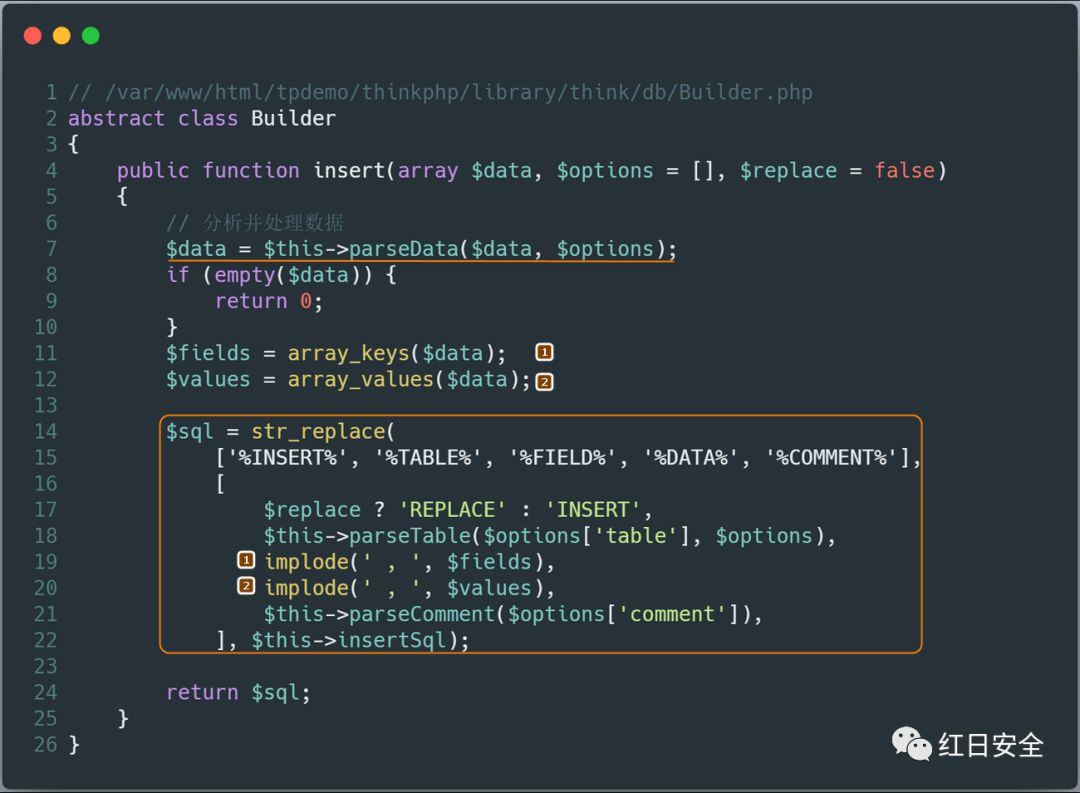 1 // /var/www/html/tpdemo/thinkphp/library/think/db/Builder.php
2 abstract class Builder
3 {
4     public function insert(array $data, $options = [], $replace = false)
5     {
6         // 分析并处理数据
7         $data = $this->parseData($data, $options);
8         if (empty($data)) {
9             return 0;
10         }
11         $fields = array_keys($data); 1
12         $values = array_values($data); 2
13
14         $sql = str_replace(
15             ['%INSERT%', '%TABLE%', '%FIELD%', '%DATA%', '%COMMENT%'],
16             [
17                 $replace ? 'REPLACE' : 'INSERT',
18                 $this->parseTable($options['table'], $options),
19               1 implode(' , ', $fields),
20               2 implode(' , ', $values),
21                 $this->parseComment($options['comment']),
22             ], $this->insertSql);
23
24         return $sql;
25     }
26 }
红日安全